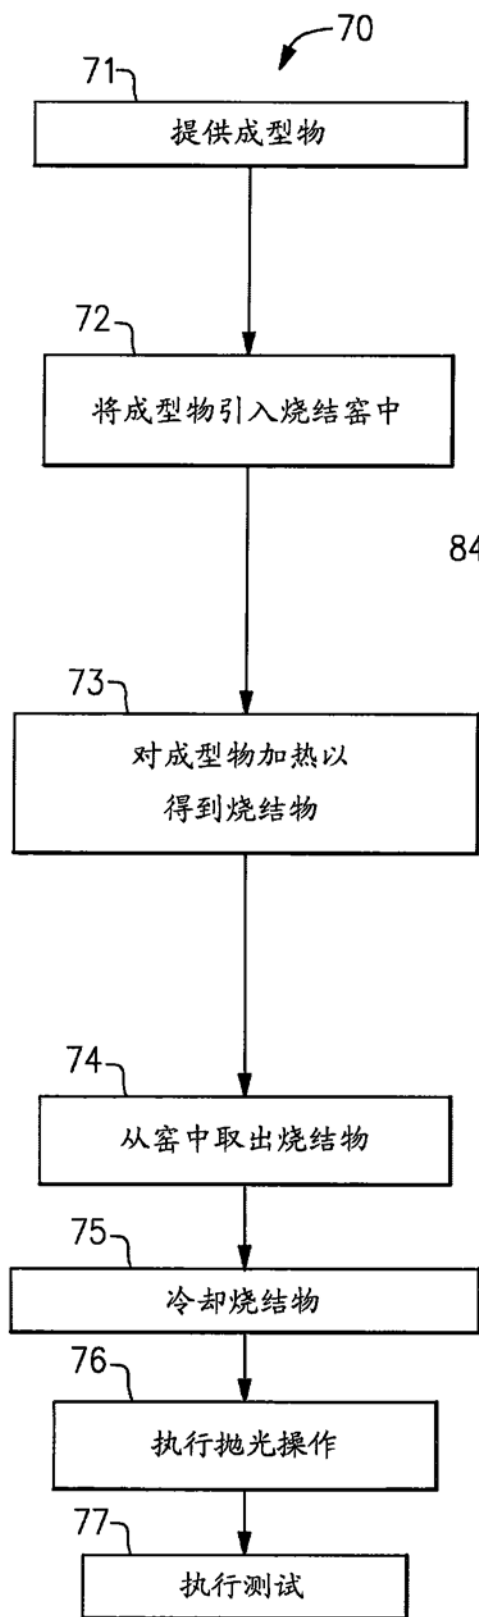 70
71
提供成型物
72
将成型物引入烧结窑中
84
73
对成型物加热以
得到烧结物
74
从窑中取出烧结物
75
冷却烧结物
76
执行抛光操作
77
执行测试